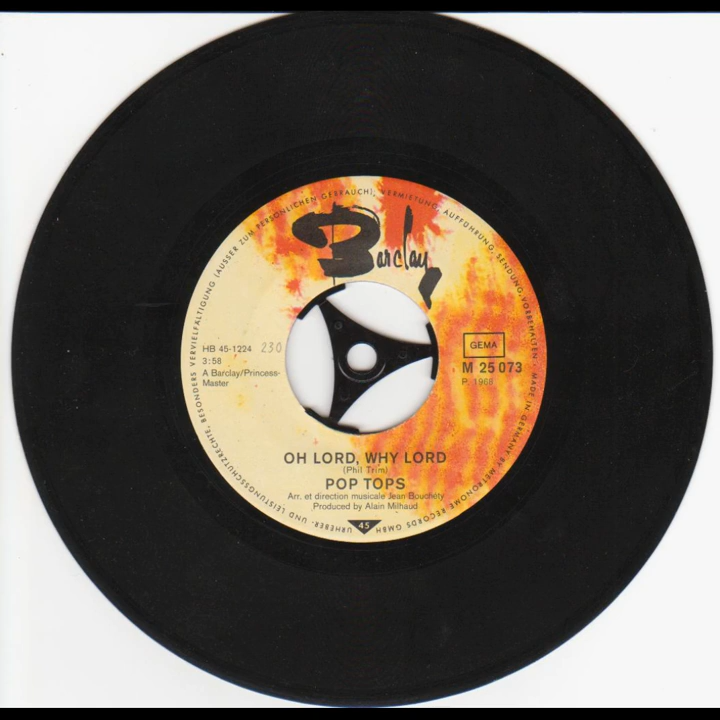 URHEBER- UND LEISTUNGSSCHUTZRECHTE, BESONDERS VERVIELFÄLTIGUNG (AUSSER ZUM PERSÖNLICHEN GEBRAUCH), VERMIETUNG, AUFFÜHRUNG, SENDUNG VORBEHALTEN · MADE IN GERMANY BY METRONOME RECORDS GMBH
Barclay
HB 45-1224 230
3:58
A Barclay/Princess-
Master
GEMA
M 25 073
P. 1968
OH LORD, WHY LORD
(Phil Trim)
POP TOPS
Arr. et direction musicale Jean Bouchéty
Produced by Alain Milhaud
45